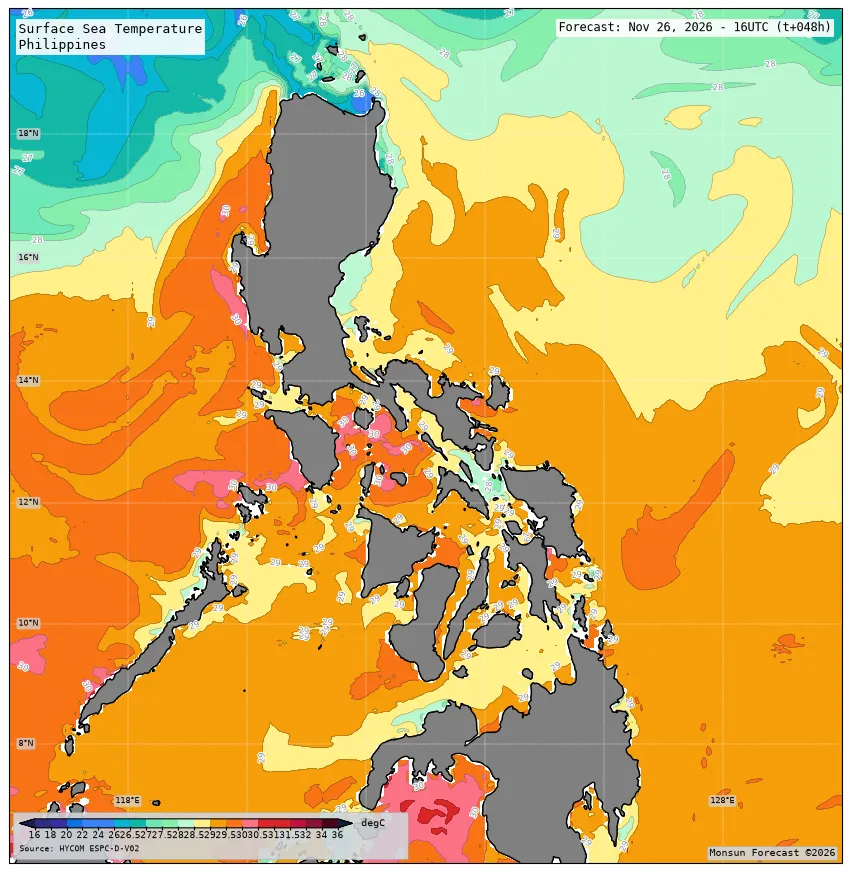 Surface Sea Temperature
Philippines
Forecast: Nov 26, 2026 - 16UTC (t+048h)
18°N
16°N
14°N
12°N
10°N
8°N
118°E
128°E
16 18 20 22 24 26 26.5 27 27.5 28 28.5 29 29.5 30 30.5 31 31.5 32 34 36 degC
Source: HYCOM ESPC-D-V02
Monsun Forecast ©2026